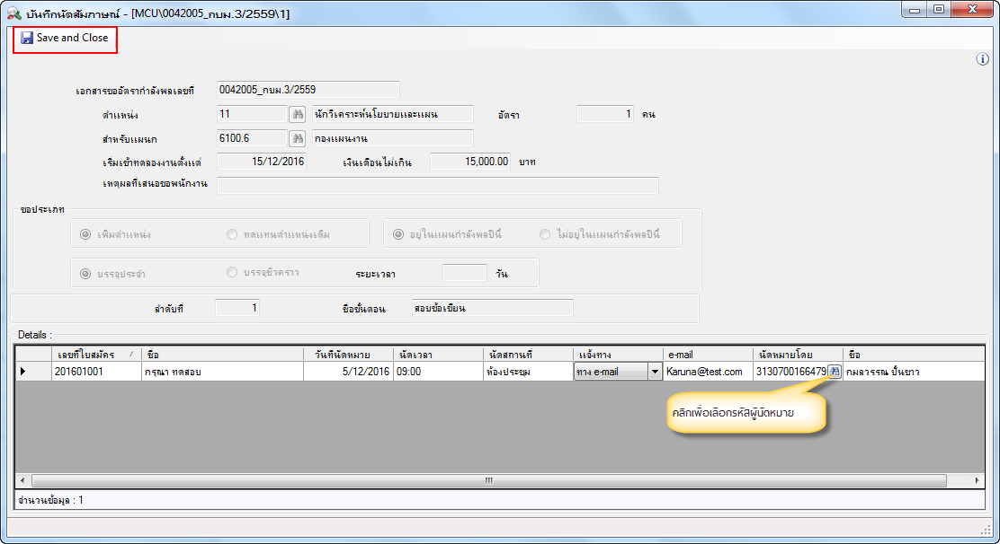 บันทึกนัดสัมภาษณ์ - [MCU\0042005_กบม.3/2559\1]
Save and Close
เอกสารขออัตรากำลังพลเลขที่ 0042005_กบม.3/2559
ตำแหน่ง 11 นักวิเคราะห์นโยบายและแผน อัตรา 1 คน
สำหรับแผนก 6100.6 กองแผนงาน
เริ่มเข้าทดลองงานตั้งแต่ 15/12/2016 เงินเดือนไม่เกิน 15,000.00 บาท
เหตุผลที่เสนอขอพนักงาน
ขอประเภท
เพิ่มตำแหน่ง ทดแทนตำแหน่งเดิม อยู่ในแผนกำลังพลปีนี้ ไม่อยู่ในแผนกำลังพลปีนี้
บรรจุประจำ บรรจุชั่วคราว ระยะเวลา วัน
ลำดับที่ 1 ชื่อขั้นตอน สอบข้อเขียน
Details :
เลขที่ใบสมัคร ชื่อ วันที่นัดหมาย นัดเวลา นัดสถานที่ แจ้งทาง e-mail นัดหมายโดย ชื่อ
201601001 กรุณา ทดสอบ 5/12/2016 09:00 ห้องประชุม ทาง e-mail Karuna@test.com 3130700166479 กมลวรรณ ปั้นขาว
คลิกเพื่อเลือกรหัสผู้นัดหมาย
จำนวนข้อมูล : 1